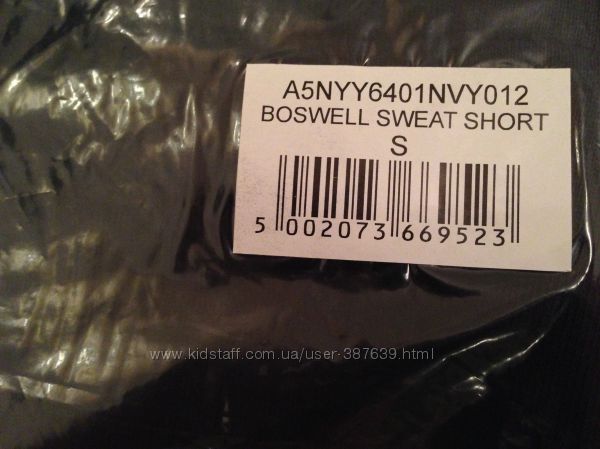 A5NYY6401NVY012
BOSWELL SWEAT SHORT
S
5 002073 669523
www.kidstaff.com.ua/user-387639.html